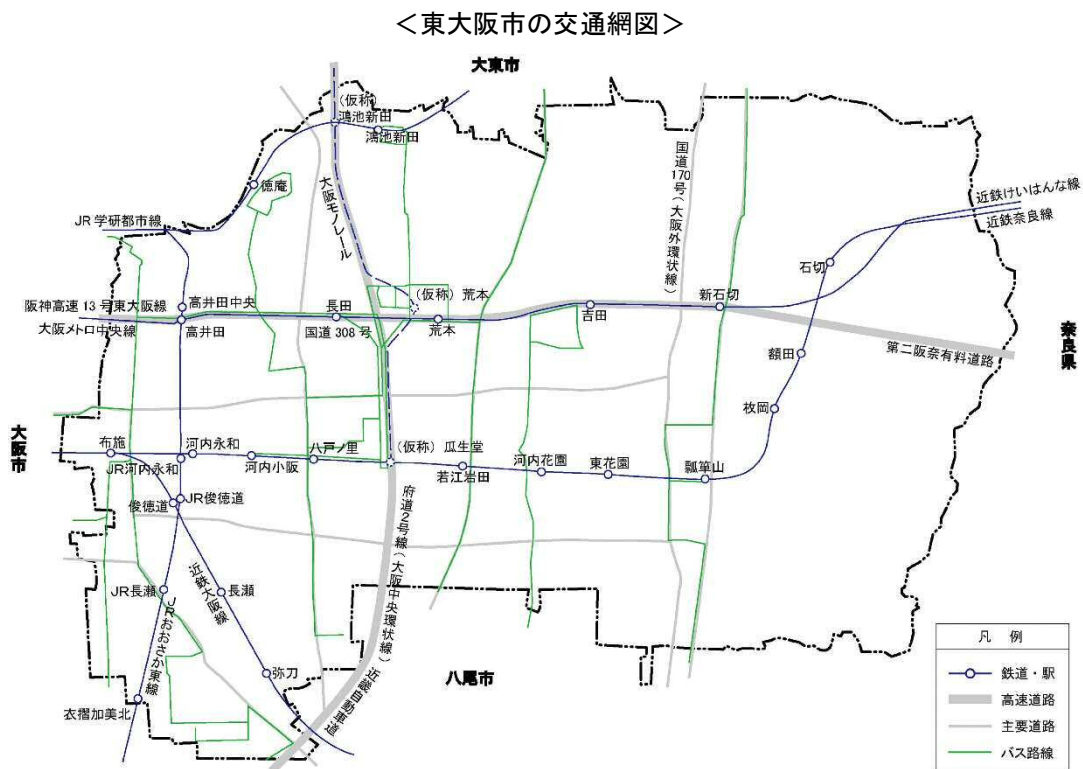 ＜東大阪市の交通網図＞
大東市
（仮称）
鴻池新田
鴻池新田
徳庵
大阪モノレール
国道170号（大阪外環状線）
近鉄けいはんな線
近鉄奈良線
JR学研都市線
石切
阪神高速13号東大阪線
高井田中央
長田
（仮称）荒本
新石切
大阪メトロ中央線
高井田
国道308号
荒本
吉田
奈良県
額田
第二阪奈有料道路
枚岡
大阪市
布施
河内永和
八戸ノ里
（仮称）瓜生堂
JR河内永和
河内小阪
若江岩田
河内花園
東花園
瓢箪山
俊徳道
JR俊徳道
府道2号線（大阪中央環状線）
近畿自動車道
JR長瀬
長瀬
近鉄大阪線
JRおおさか東線
弥刀
八尾市
衣摺加美北
凡例
鉄道・駅
高速道路
主要道路
バス路線